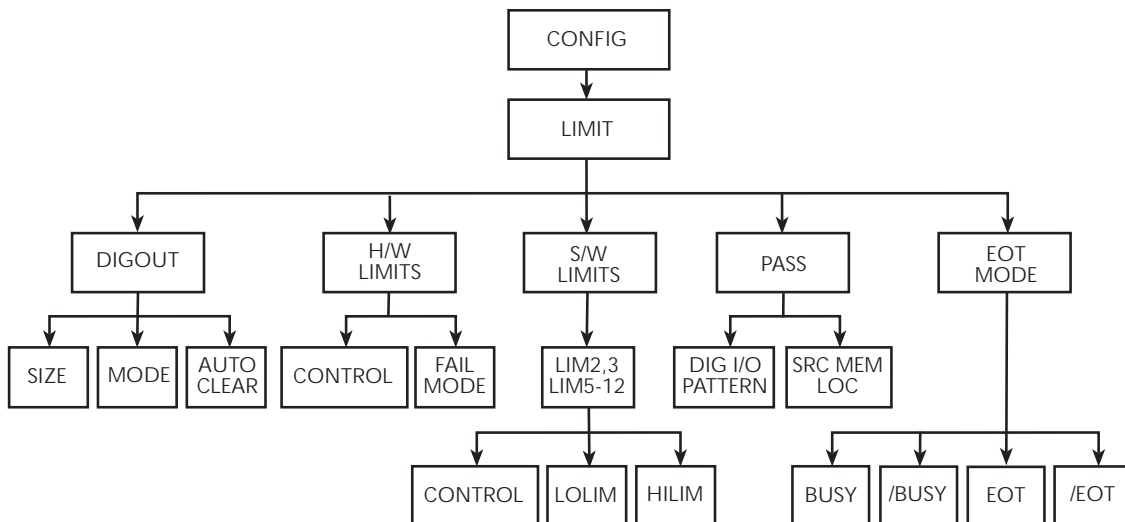 CONFIG
LIMIT
DIGOUT
H/W
LIMITS
S/W
LIMITS
PASS
EOT
MODE
SIZE
MODE
AUTO
CLEAR
CONTROL
FAIL
MODE
LIM2,3
LIM5-12
DIG I/O
PATTERN
SRC MEM
LOC
CONTROL
LOLIM
HILIM
BUSY
/BUSY
EOT
/EOT